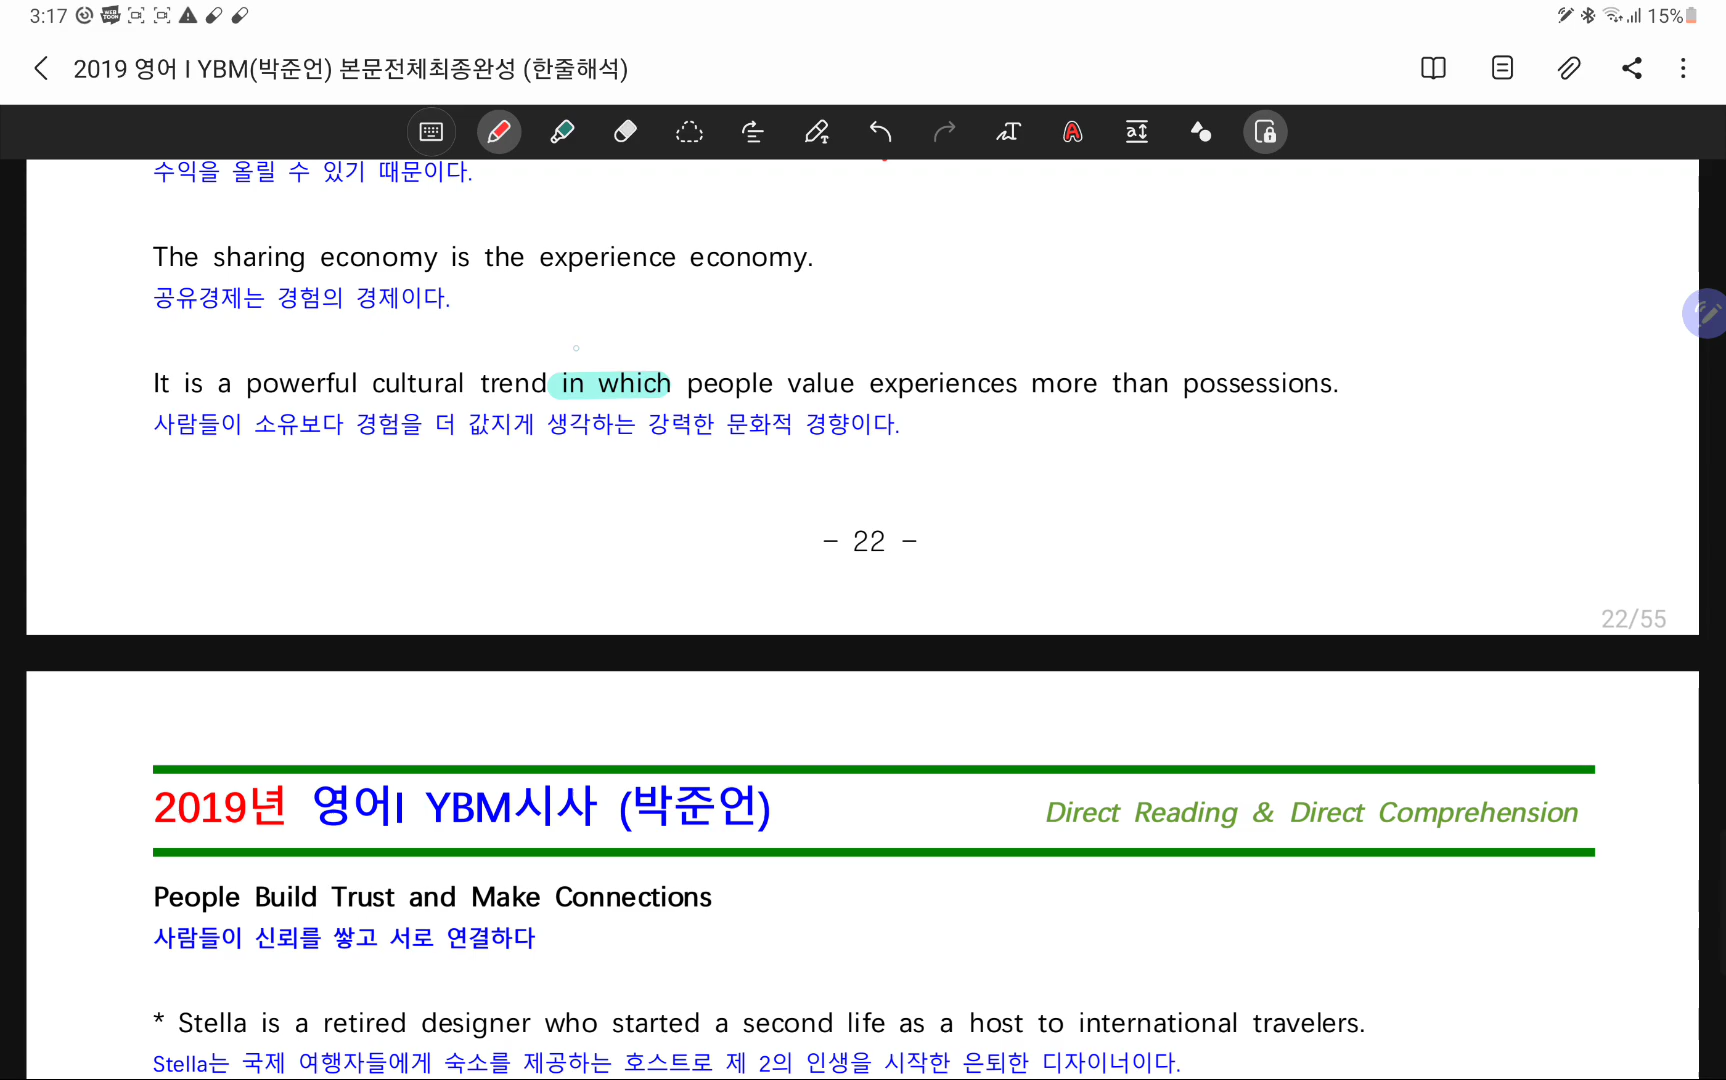 3:17
15%
2019 영어 I YBM(박준언) 본문전체최종완성 (한줄해석)
수익을 올릴 수 있기 때문이다.
The sharing economy is the experience economy.
공유경제는 경험의 경제이다.
It is a powerful cultural trend in which people value experiences more than possessions.
사람들이 소유보다 경험을 더 값지게 생각하는 강력한 문화적 경향이다.
- 22 -
22/55
2019년 영어I YBM시사 (박준언)
Direct Reading & Direct Comprehension
People Build Trust and Make Connections
사람들이 신뢰를 쌓고 서로 연결하다
* Stella is a retired designer who started a second life as a host to international travelers.
Stella는 국제 여행자들에게 숙소를 제공하는 호스트로 제 2의 인생을 시작한 은퇴한 디자이너이다.